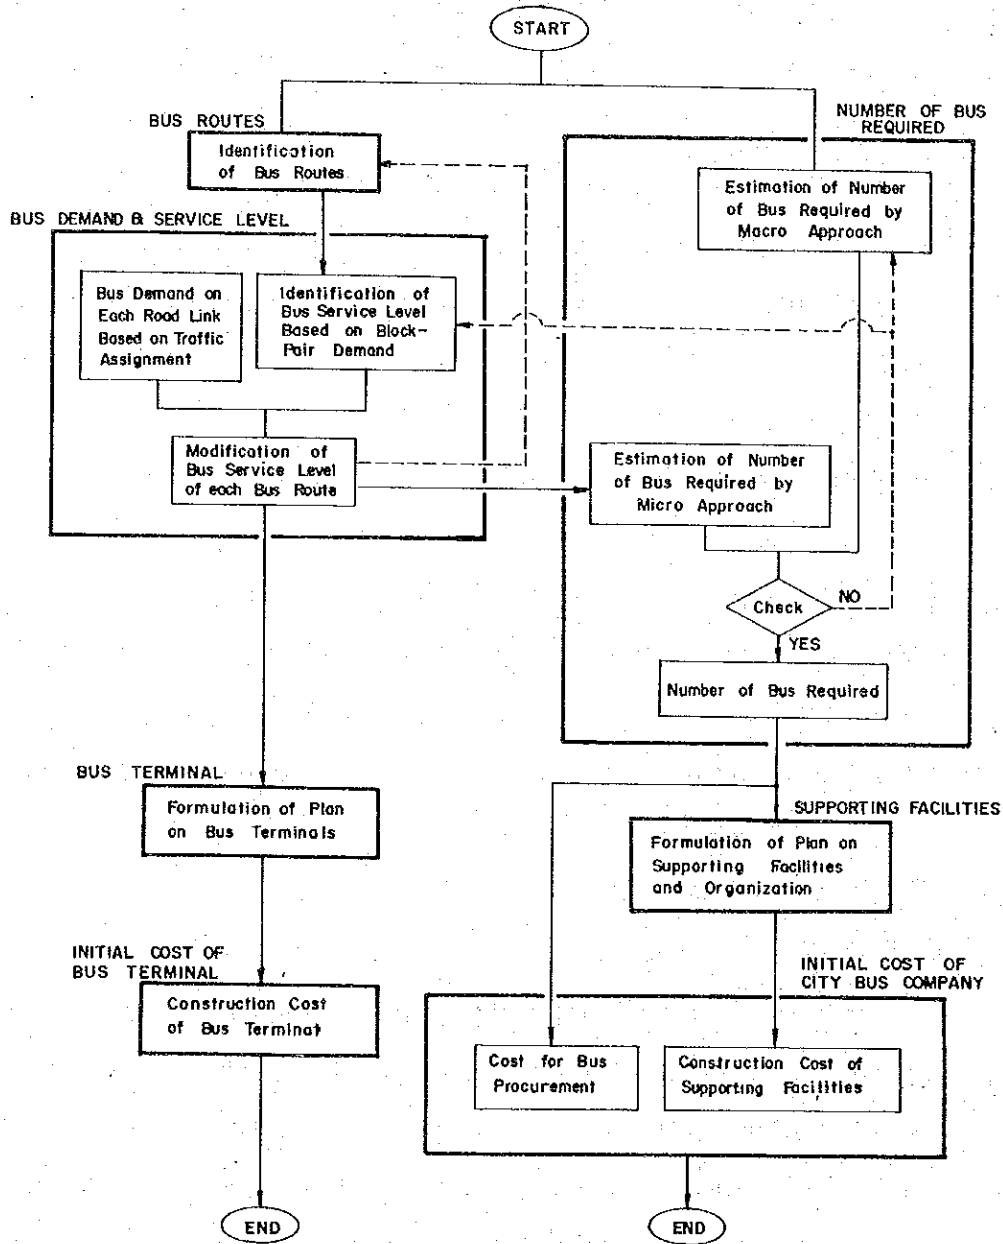 START
BUS ROUTES
Identification
of Bus Routes
NUMBER OF BUS
REQUIRED
Estimation of Number
of Bus Required by
Macro Approach
BUS DEMAND & SERVICE LEVEL
Bus Demand on
Each Road Link
Based on Traffic
Assignment
Identification of
Bus Service Level
Based on Block-
Pair Demand
Modification of
Bus Service Level
of each Bus Route
Estimation of Number
of Bus Required by
Micro Approach
Check
NO
YES
Number of Bus Required
BUS TERMINAL
Formulation of Plan
on Bus Terminals
SUPPORTING FACILITIES
Formulation of Plan on
Supporting Facilities
and Organization
INITIAL COST OF
BUS TERMINAL
Construction Cost
of Bus Terminal
INITIAL COST OF
CITY BUS COMPANY
Cost for Bus
Procurement
Construction Cost of
Supporting Facilities
END
END